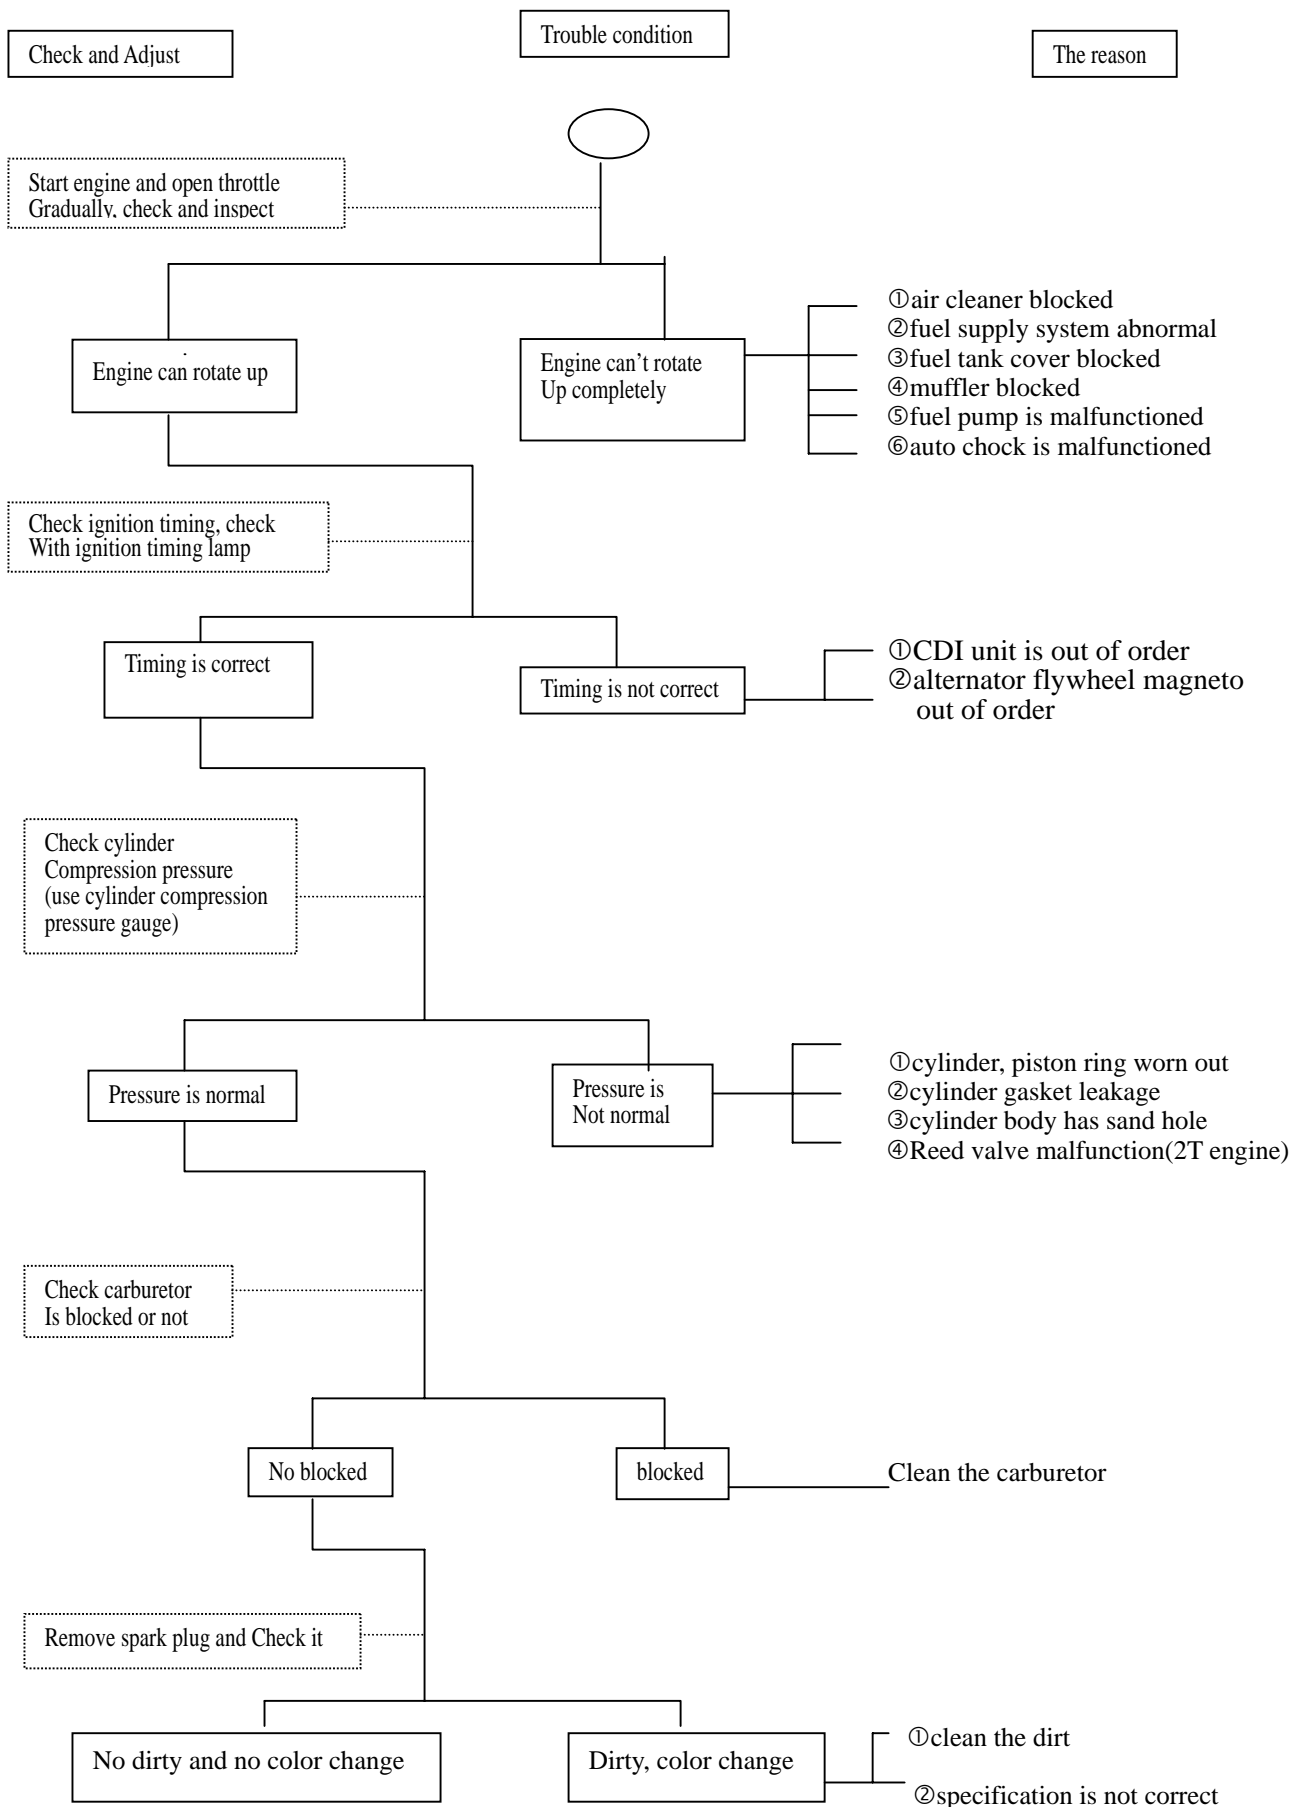 Check and Adjust
Trouble condition
The reason
Start engine and open throttle
Gradually, check and inspect
①air cleaner blocked
②fuel supply system abnormal
③fuel tank cover blocked
④muffler blocked
⑤fuel pump is malfunctioned
⑥auto chock is malfunctioned
Engine can rotate up
Engine can’t rotate
Up completely
Check ignition timing, check
With ignition timing lamp
Timing is correct
Timing is not correct
①CDI unit is out of order
②alternator flywheel magneto
out of order
Check cylinder
Compression pressure
(use cylinder compression
pressure gauge)
Pressure is normal
Pressure is
Not normal
①cylinder, piston ring worn out
②cylinder gasket leakage
③cylinder body has sand hole
④Reed valve malfunction(2T engine)
Check carburetor
Is blocked or not
No blocked
blocked
Clean the carburetor
Remove spark plug and Check it
No dirty and no color change
Dirty, color change
①clean the dirt
②specification is not correct